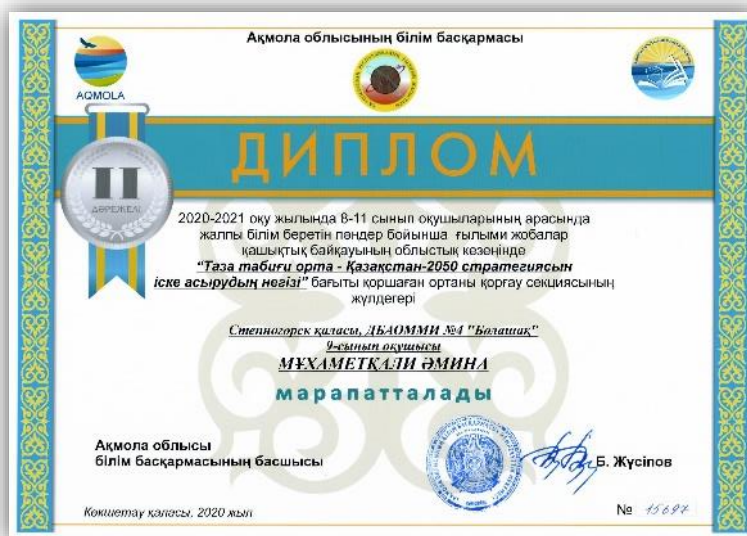 Ақмола облысының білім басқармасы
AQMOLA
ДИПЛОМ
II
ДӘРЕЖЕЛІ
2020-2021 оқу жылында 8-11 сынып оқушыларының арасында
жалпы білім беретін пәндер бойынша ғылыми жобалар
қашықтық байқауының облыстық кезеңінде
“Таза табиғи орта - Қазақстан-2050 стратегиясын
іске асырудың негізі” бағыты қоршаған ортаны қорғау секциясының
жүлдегері
Степногорск қаласы, ДБАОММИ №4 "Болашақ"
9-сынып оқушысы
МҰХАМЕТҚАЛИ ӘМИНА
марапатталады
Ақмола облысы
білім басқармасының басшысы
Б. Жүсіпов
Көкшетау қаласы, 2020 жыл
№ 15697